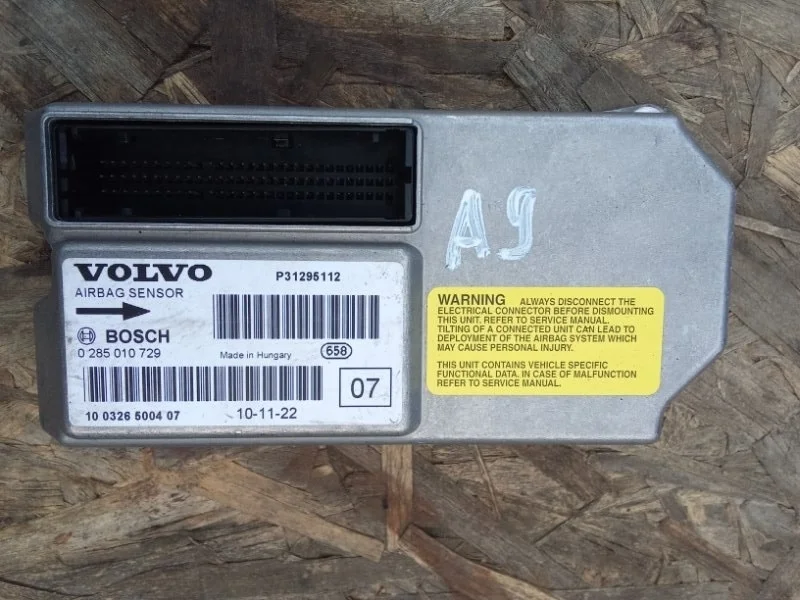 VOLVO P31295112
AIRBAG SENSOR
BOSCH
0 285 010 729 Made in Hungary 658
07
10 0326 5004 07 10-11-22
A9
WARNING ALWAYS DISCONNECT THE
ELECTRICAL CONNECTOR BEFORE DISMOUNTING
THIS UNIT. REFER TO SERVICE MANUAL.
TILTING OF A CONNECTED UNIT CAN LEAD TO
DEPLOYMENT OF THE AIRBAG SYSTEM WHICH
MAY CAUSE PERSONAL INJURY.
THIS UNIT CONTAINS VEHICLE SPECIFIC
FUNCTIONAL DATA. IN CASE OF MALFUNCTION
REFER TO SERVICE MANUAL.